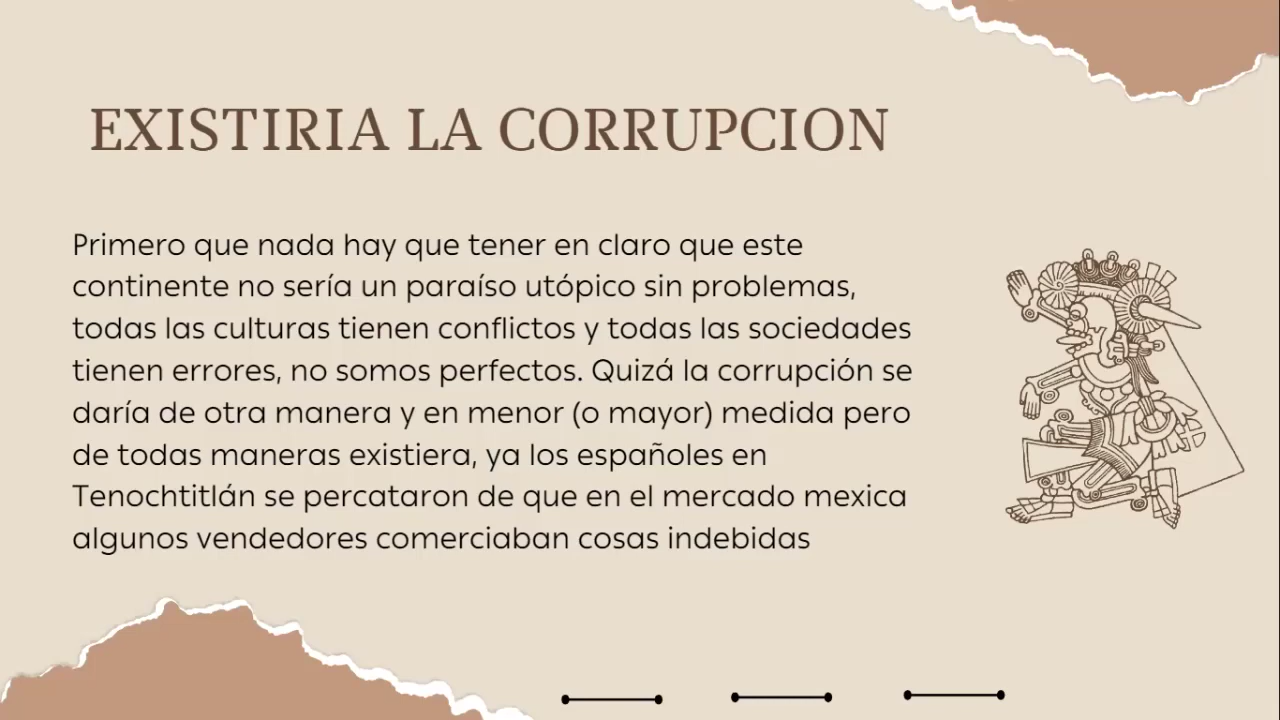 EXISTIRIA LA CORRUPCION
Primero que nada hay que tener en claro que este
continente no sería un paraíso utópico sin problemas,
todas las culturas tienen conflictos y todas las sociedades
tienen errores, no somos perfectos. Quizá la corrupción se
daría de otra manera y en menor (o mayor) medida pero
de todas maneras existiera, ya los españoles en
Tenochtitlán se percataron de que en el mercado mexica
algunos vendedores comerciaban cosas indebidas